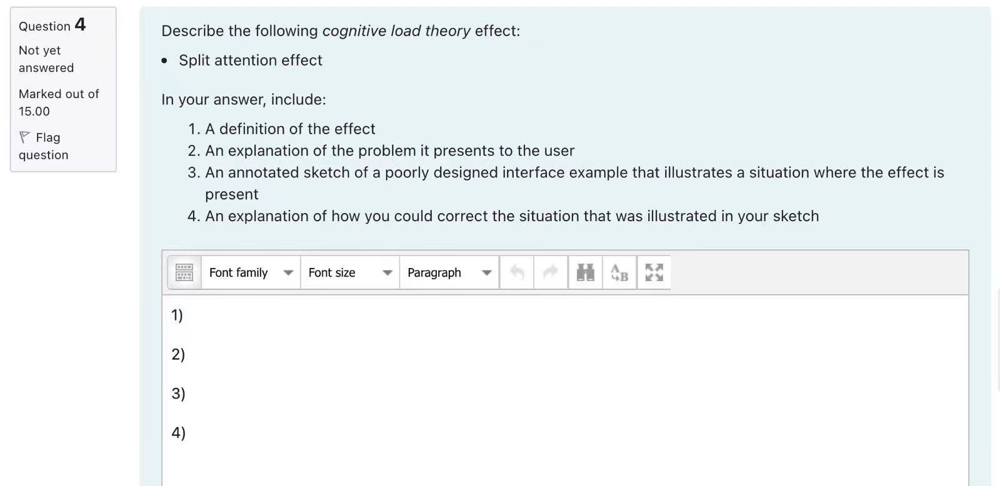 Question 4
Not yet
answered
Marked out of
15.00
Flag
question
Describe the following cognitive load theory effect:
• Split attention effect
In your answer, include:
1. A definition of the effect
2. An explanation of the problem it presents to the user
3. An annotated sketch of a poorly designed interface example that illustrates a situation where the effect is
present
4. An explanation of how you could correct the situation that was illustrated in your sketch
Font family
Font size
Paragraph
A
B
1)
2)
3)
4)